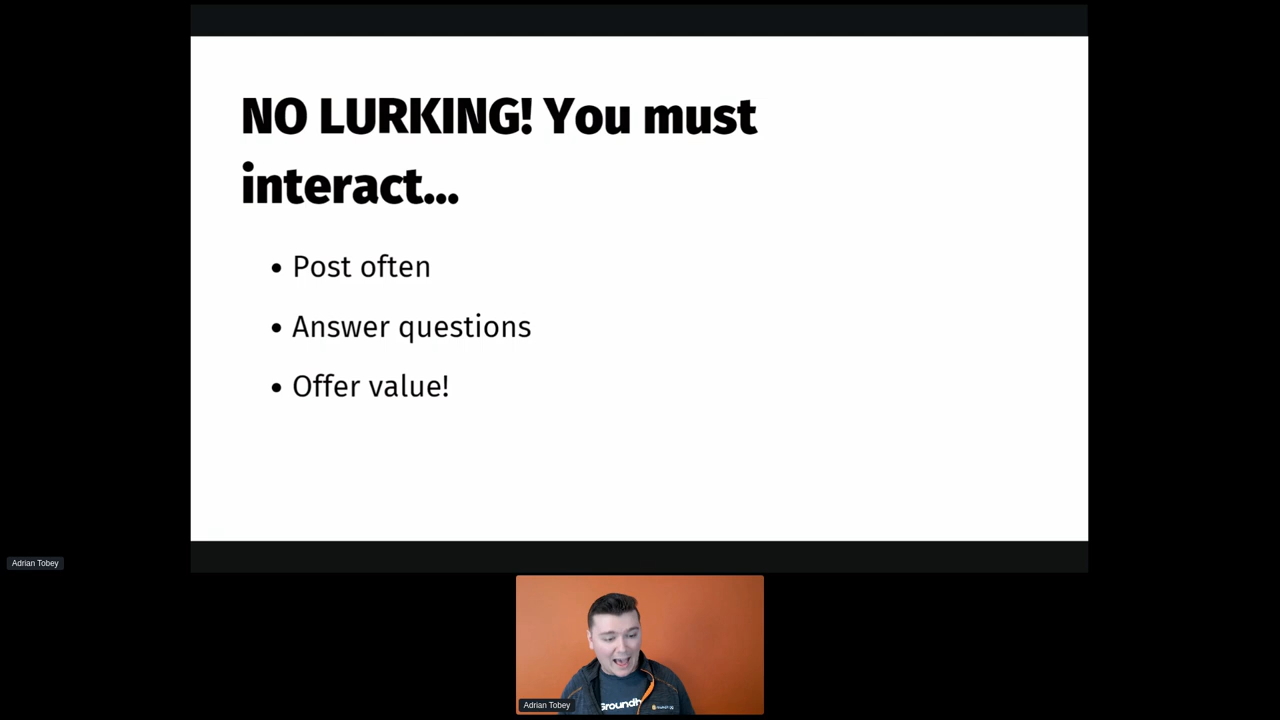 NO LURKING! You must
interact...
• Post often
• Answer questions
• Offer value!
Adrian Tobey
Adrian Tobey